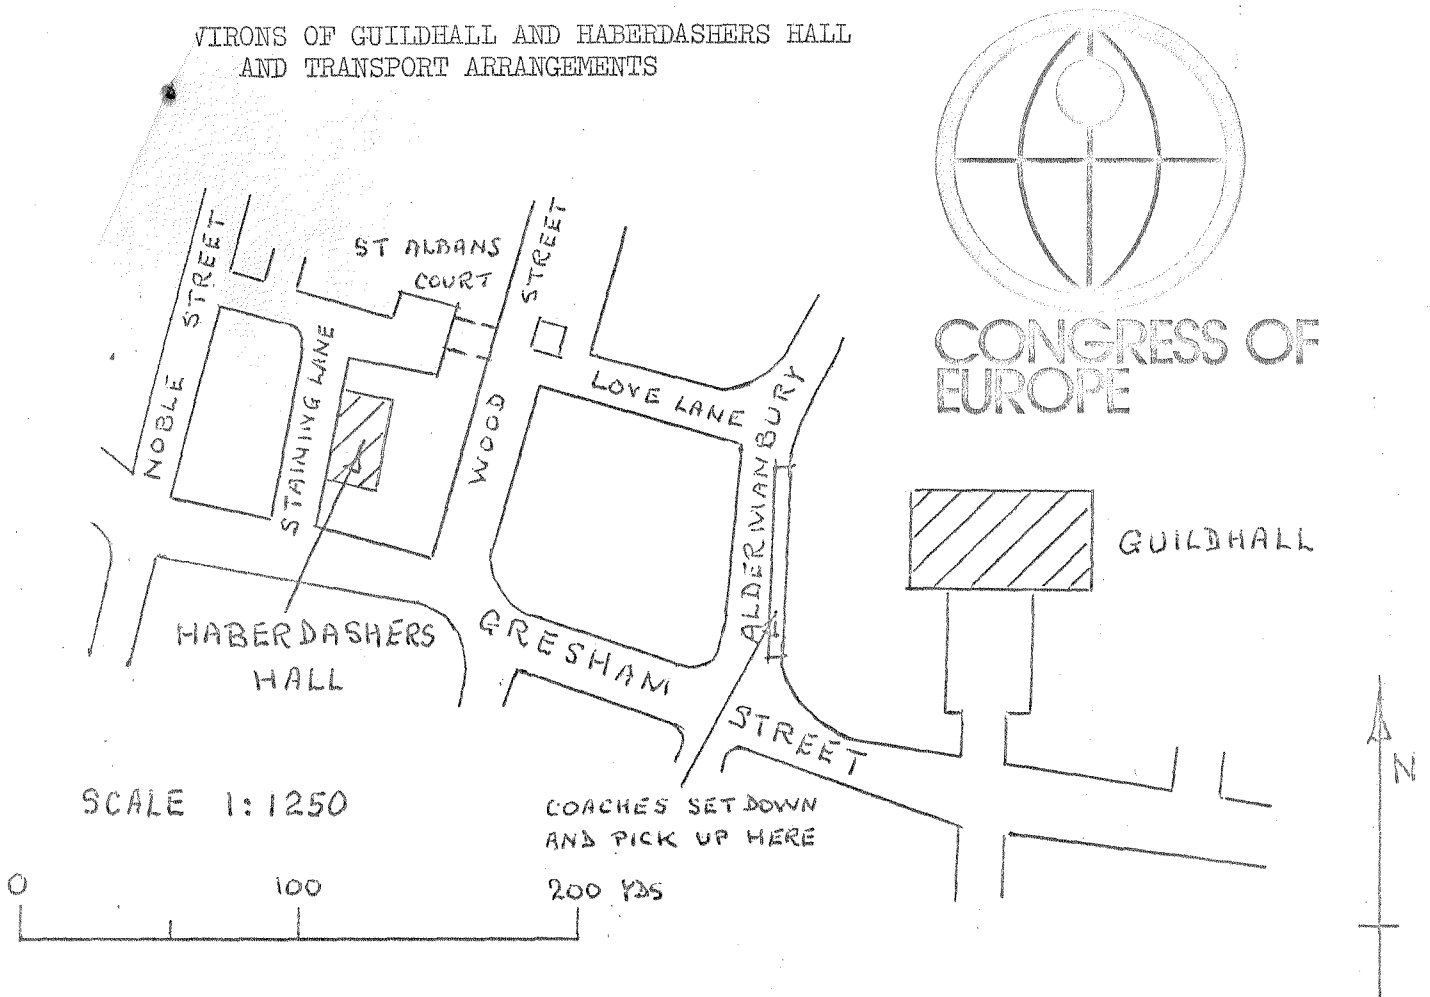 VIRONS OF GUILDHALL AND HABERDASHERS HALL
AND TRANSPORT ARRANGEMENTS
CONGRESS OF
EUROPE
ST ALBANS
COURT
NOBLE STREET
STAINING LANE
WOOD STREET
LOVE LANE
ALDERMANBURY
GUILDHALL
HABERDASHERS
HALL
GRESHAM STREET
COACHES SET DOWN
AND PICK UP HERE
SCALE 1:1250
0 100 200 YDS
N